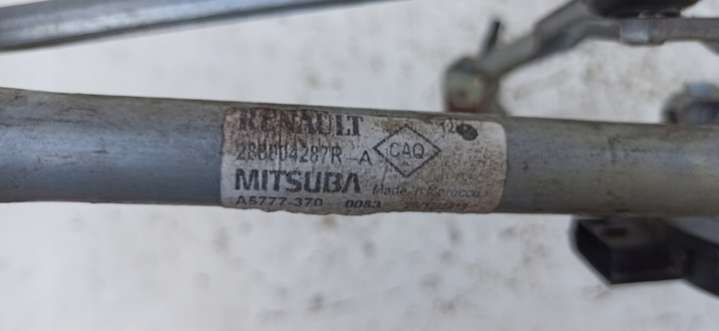 RENAULT
288004287R-A CAQ
MITSUBA Made in Morocco
A5777-370 0083